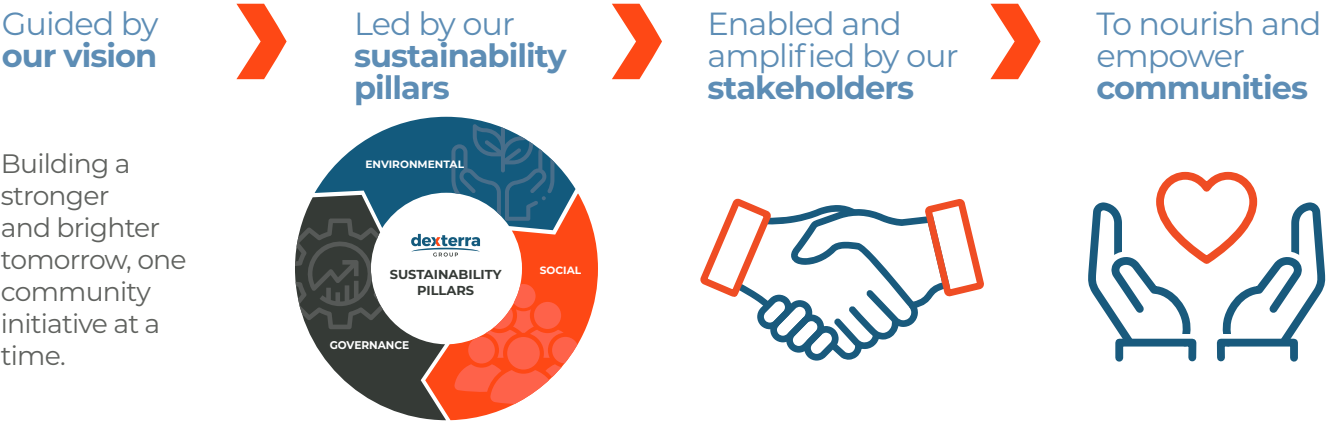 Guided by
our vision
Building a
stronger
and brighter
tomorrow, one
community
initiative at a
time.
Led by our
sustainability
pillars
ENVIRONMENTAL
SOCIAL
GOVERNANCE
dexterra
GROUP
SUSTAINABILITY
PILLARS
Enabled and
amplified by our
stakeholders
To nourish and
empower
communities